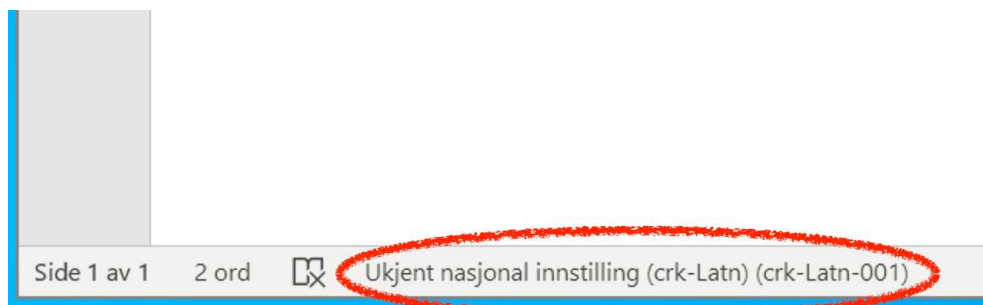 Side 1 av 1 2 ord Ukjent nasjonal innstilling (crk-Latn) (crk-Latn-001)